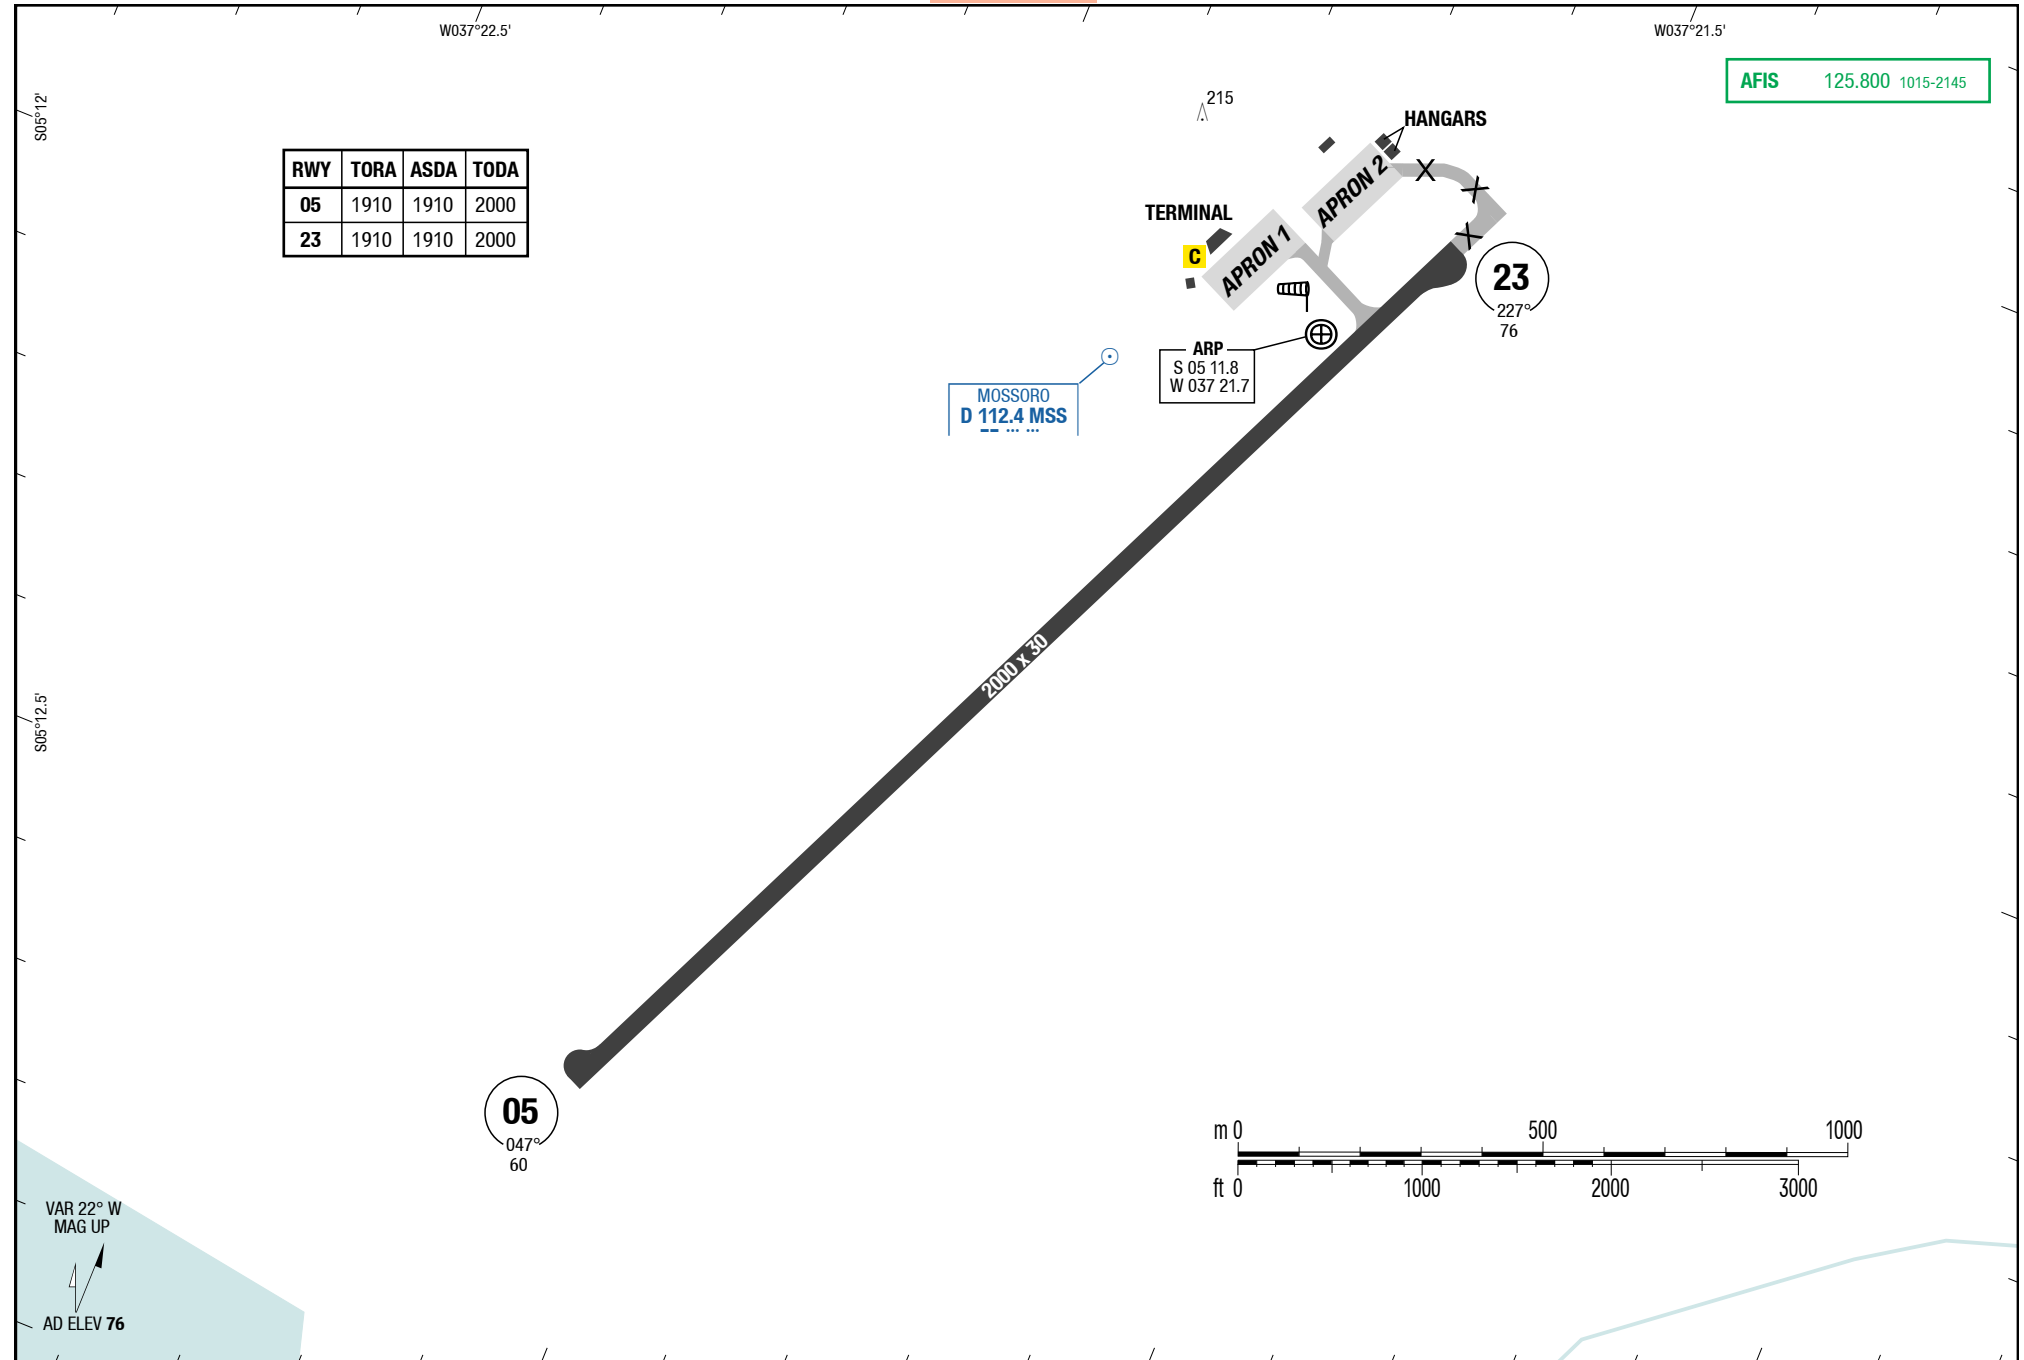 W037°22.5'
W037°21.5'
S05°12'
S05°12.5'
AFIS 125.800 1015-2145
RWY TORA ASDA TODA
05 1910 1910 2000
23 1910 1910 2000
215
HANGARS
APRON 2
TERMINAL
C
APRON 1
23
227°
76
ARP
S 05 11.8
W 037 21.7
MOSSORO
D 112.4 MSS
2000 x 30
05
047°
60
m 0 500 1000
ft 0 1000 2000 3000
VAR 22° W
MAG UP
AD ELEV 76